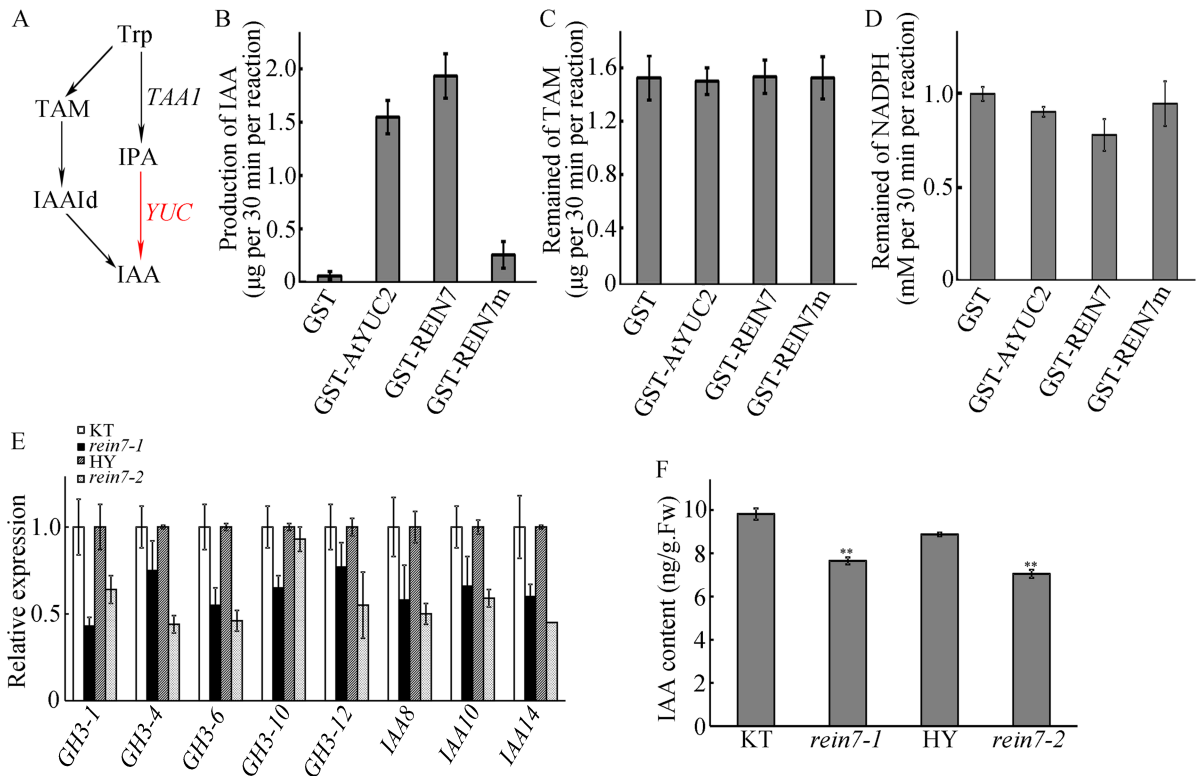 A
Trp
TAM
TAA1
IPA
IAAId
YUC
IAA
B
Production of IAA
(μg per 30 min per reaction)
2.0
1.5
1.0
0.5
0
GST
GST-AtYUC2
GST-REIN7
GST-REIN7m
C
Remained of TAM
(μg per 30 min per reaction)
1.6
1.2
0.8
0.4
0
GST
GST-AtYUC2
GST-REIN7
GST-REIN7m
D
Remained of NADPH
(mM per 30 min per reaction)
1.0
0.5
0
GST
GST-AtYUC2
GST-REIN7
GST-REIN7m
E
KT
rein7-1
HY
rein7-2
Relative expression
1.0
0.5
0
GH3-1
GH3-4
GH3-6
GH3-10
GH3-12
IAA8
IAA10
IAA14
F
IAA content (ng/g.Fw)
10
8
6
4
2
0
**
**
KT
rein7-1
HY
rein7-2